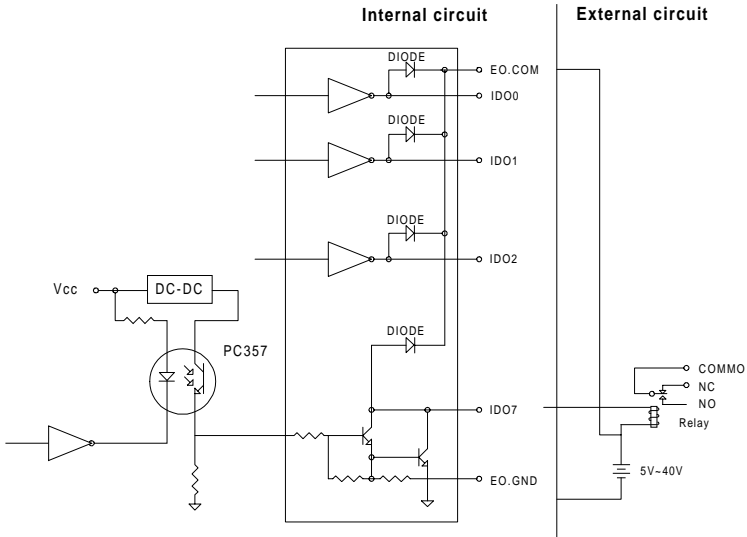 Internal circuit
External circuit
DIODE
EO.COM
IDO0
DIODE
IDO1
DIODE
IDO2
Vcc
DC-DC
PC357
DIODE
COMMO
NC
NO
IDO7
Relay
5V~40V
EO.GND